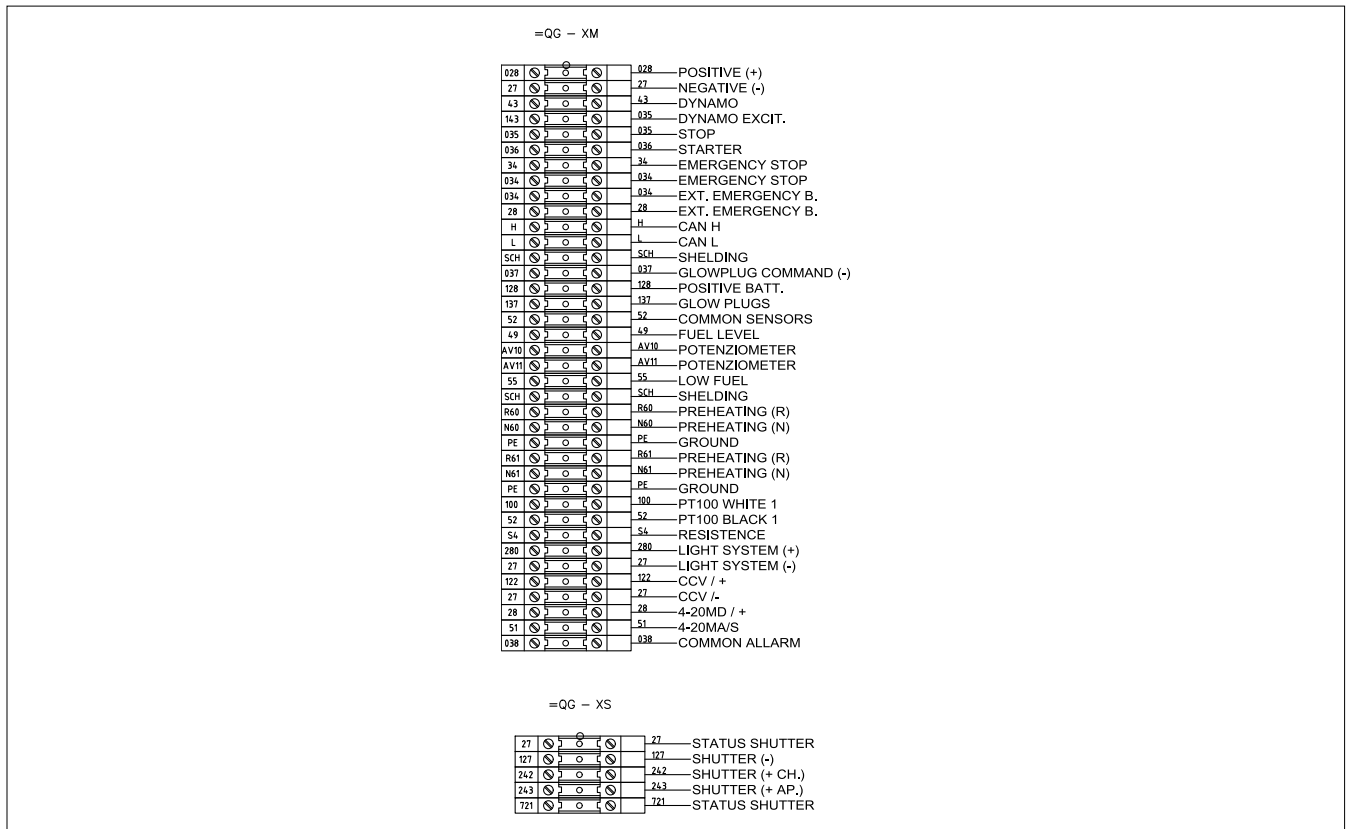 =QG - XM
028 028 POSITIVE (+)
27 27 NEGATIVE (-)
43 43 DYNAMO
143 035 DYNAMO EXCIT.
035 035 STOP
036 036 STARTER
34 34 EMERGENCY STOP
034 034 EMERGENCY STOP
034 034 EXT. EMERGENCY B.
28 28 EXT. EMERGENCY B.
H H CAN H
L L CAN L
SCH SCH SHELDING
037 037 GLOWPLUG COMMAND (-)
128 128 POSITIVE BATT.
137 137 GLOW PLUGS
52 52 COMMON SENSORS
49 49 FUEL LEVEL
AV10 AV10 POTENZIOMETER
AV11 AV11 POTENZIOMETER
55 55 LOW FUEL
SCH SCH SHELDING
R60 R60 PREHEATING (R)
N60 N60 PREHEATING (N)
PE PE GROUND
R61 R61 PREHEATING (R)
N61 N61 PREHEATING (N)
PE PE GROUND
100 100 PT100 WHITE 1
52 52 PT100 BLACK 1
S4 S4 RESISTENCE
280 280 LIGHT SYSTEM (+)
27 27 LIGHT SYSTEM (-)
122 122 CCV / +
27 27 CCV /-
28 28 4-20MD / +
51 51 4-20MA/S
038 038 COMMON ALLARM
=QG - XS
27 27 STATUS SHUTTER
127 127 SHUTTER (-)
242 242 SHUTTER (+ CH.)
243 243 SHUTTER (+ AP.)
721 721 STATUS SHUTTER